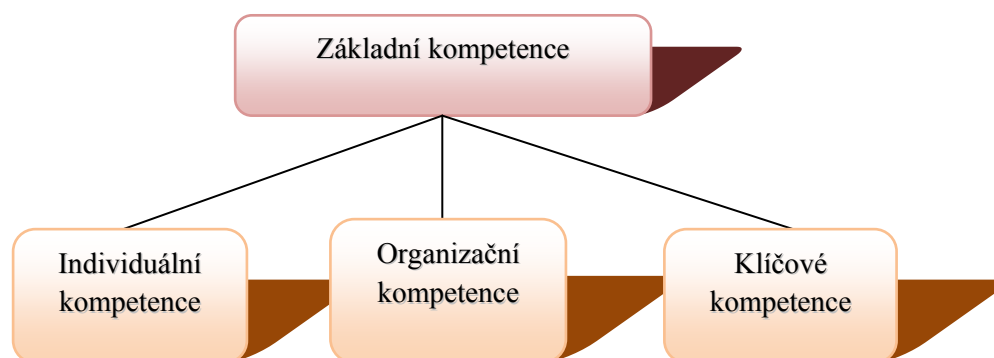 Základní kompetence
Individuální
kompetence
Organizační
kompetence
Klíčové
kompetence